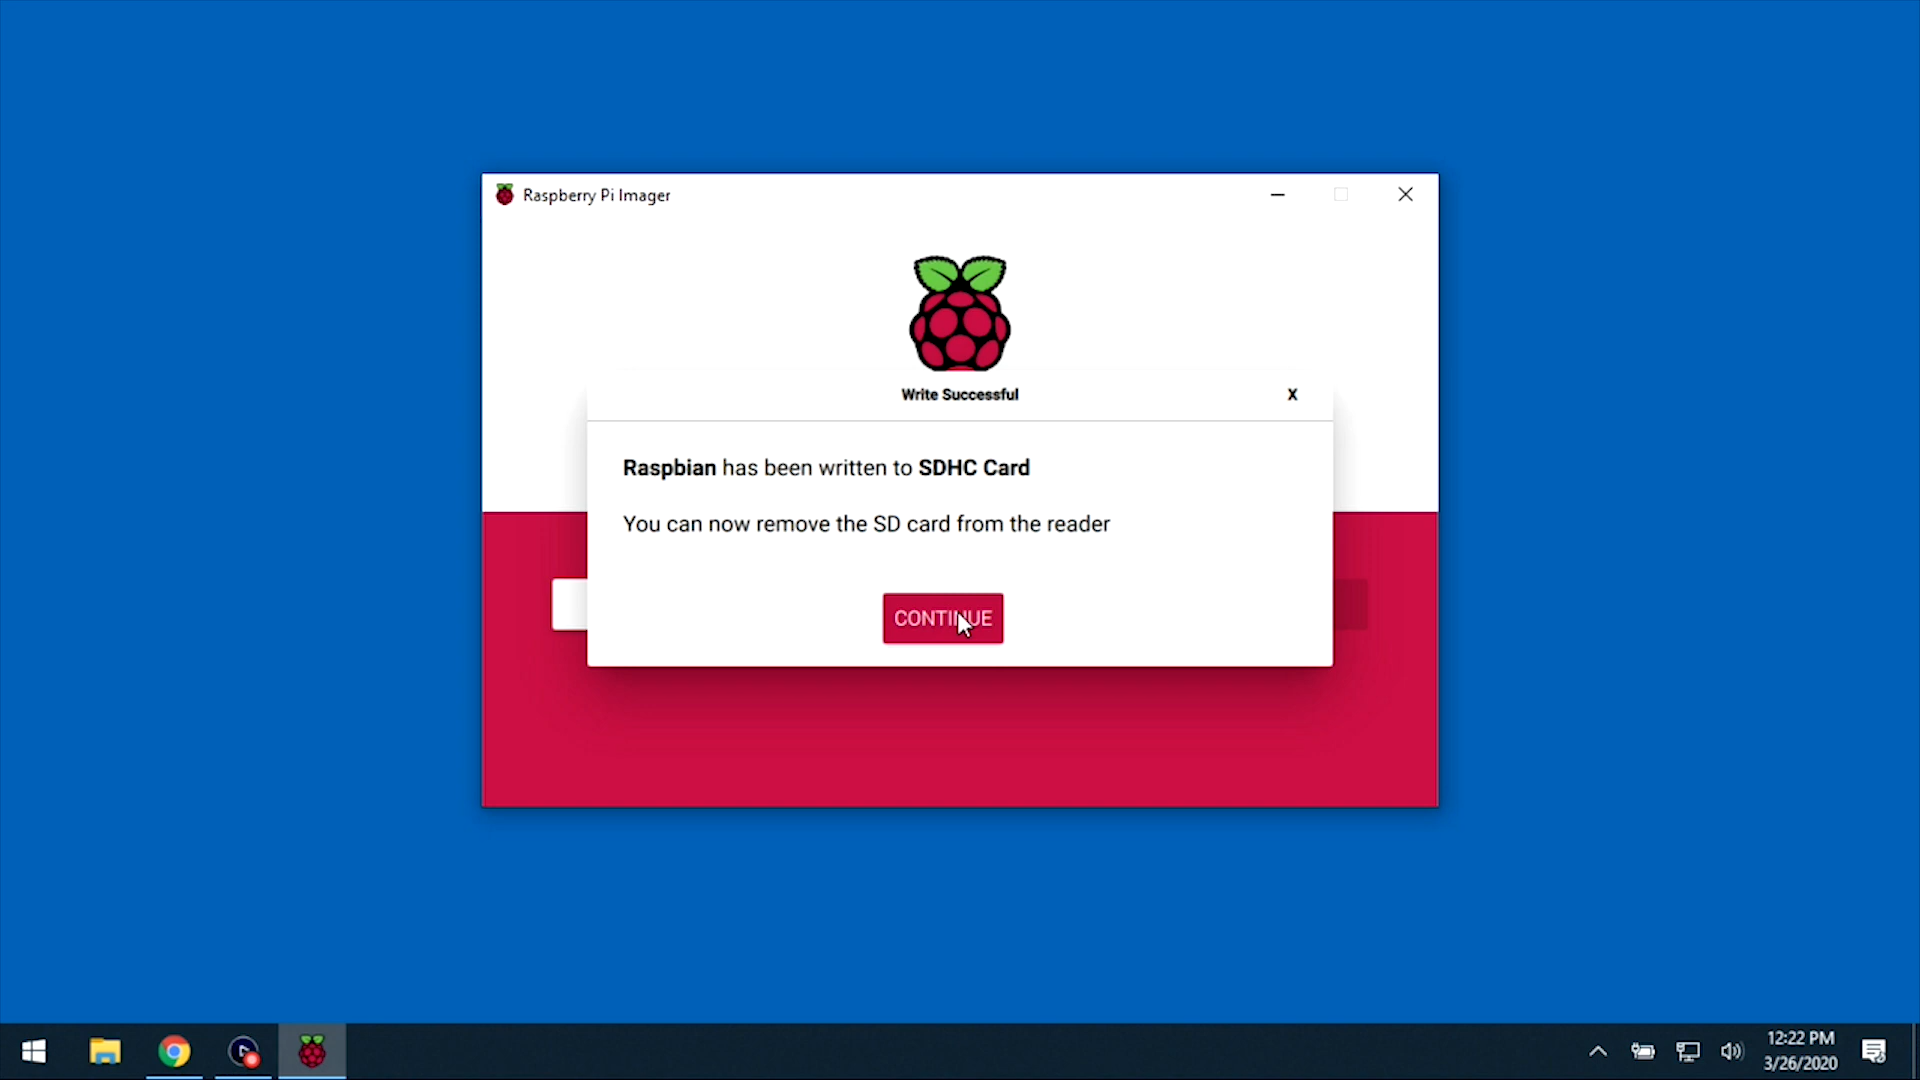 Raspberry Pi Imager
Write Successful
X
Raspbian has been written to SDHC Card
You can now remove the SD card from the reader
CONTINUE
12:22 PM
3/26/2020